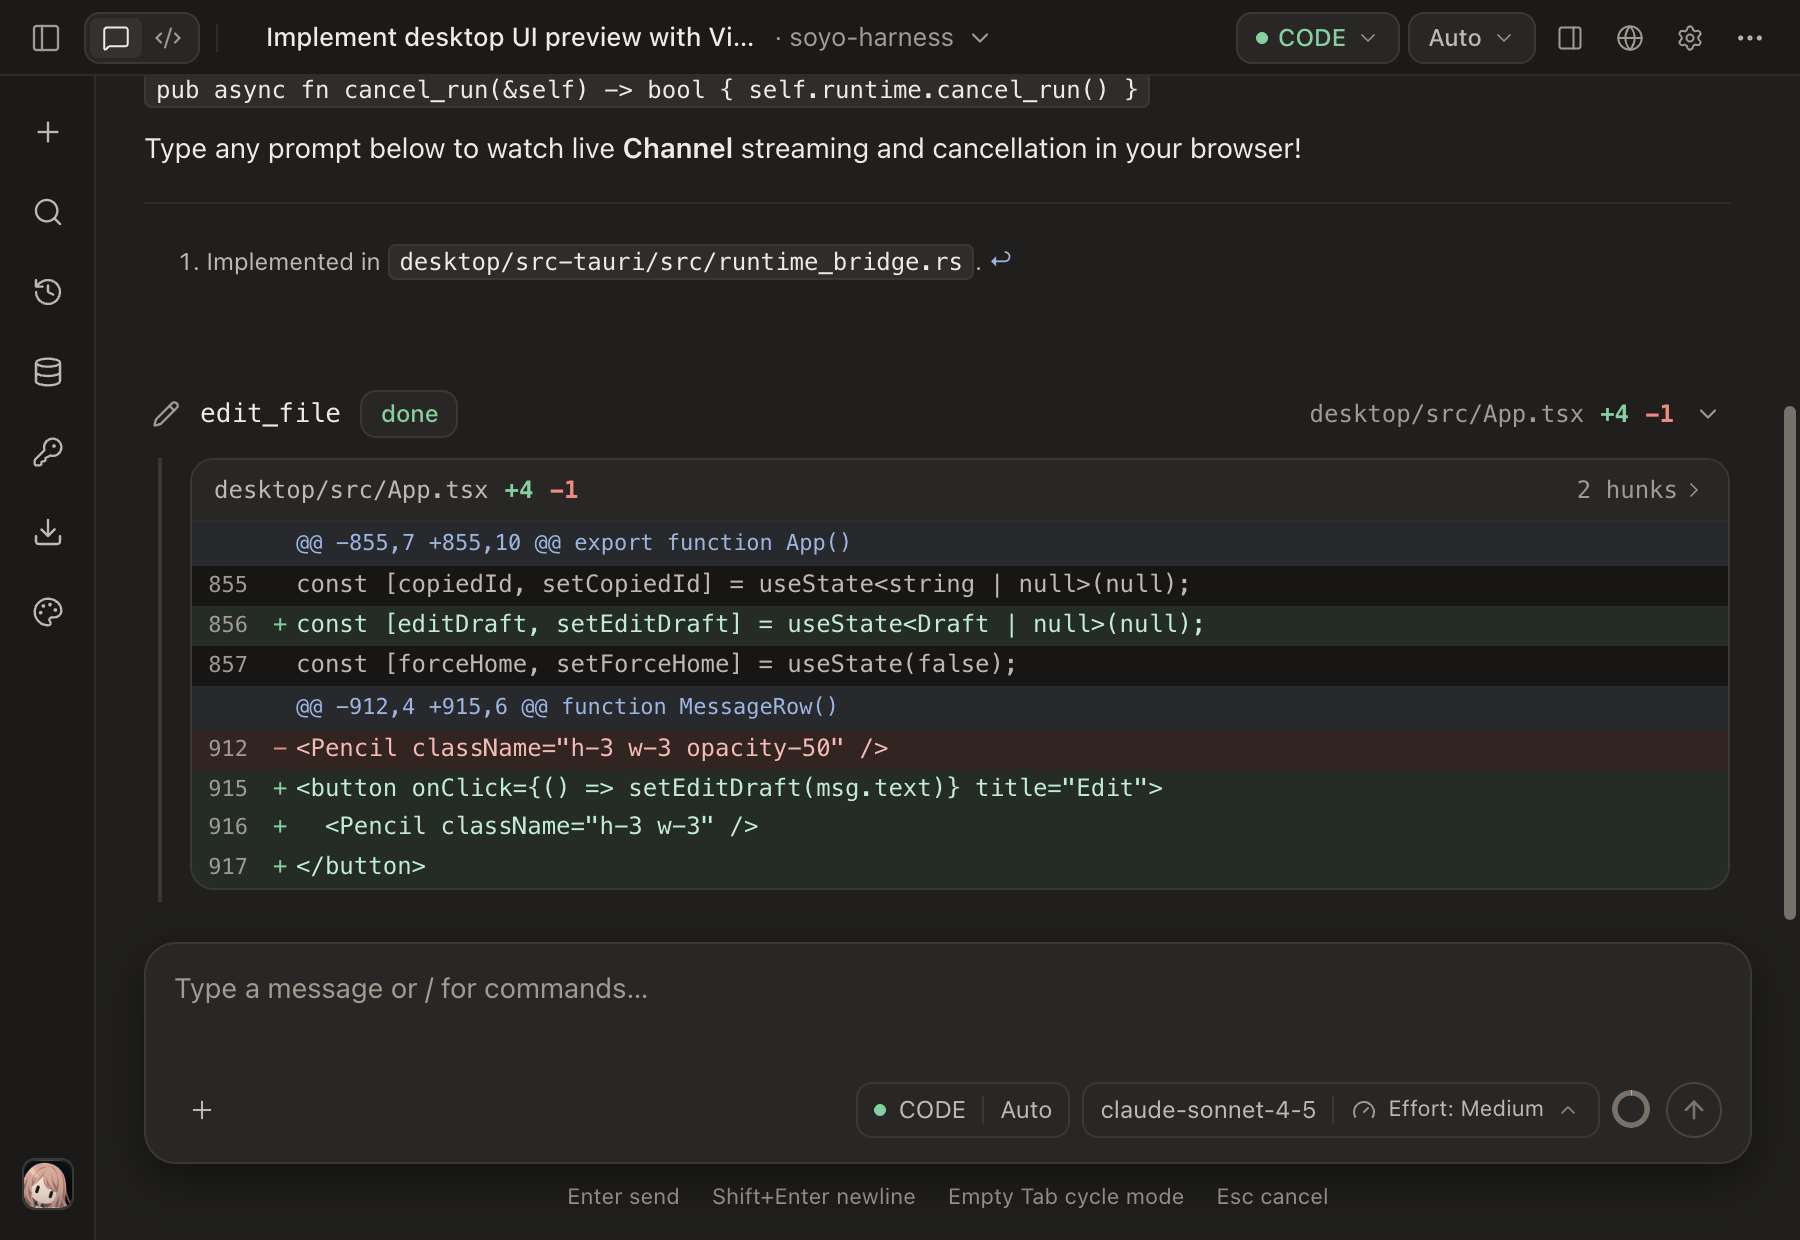 Implement desktop UI preview with Vi... · soyo-harness
CODE
Auto
pub async fn cancel_run(&self) -> bool { self.runtime.cancel_run() }
Type any prompt below to watch live Channel streaming and cancellation in your browser!
1. Implemented in desktop/src-tauri/src/runtime_bridge.rs. ↩
edit_file done desktop/src/App.tsx +4 −1
desktop/src/App.tsx +4 −1 2 hunks
@@ −855,7 +855,10 @@ export function App()
855 const [copiedId, setCopiedId] = useState<string | null>(null);
856 + const [editDraft, setEditDraft] = useState<Draft | null>(null);
857 const [forceHome, setForceHome] = useState(false);
@@ −912,4 +915,6 @@ function MessageRow()
912 − <Pencil className="h-3 w-3 opacity-50" />
915 + <button onClick={() => setEditDraft(msg.text)} title="Edit">
916 +   <Pencil className="h-3 w-3" />
917 + </button>
Type a message or / for commands...
CODE Auto claude-sonnet-4-5 Effort: Medium
Enter send Shift+Enter newline Empty Tab cycle mode Esc cancel